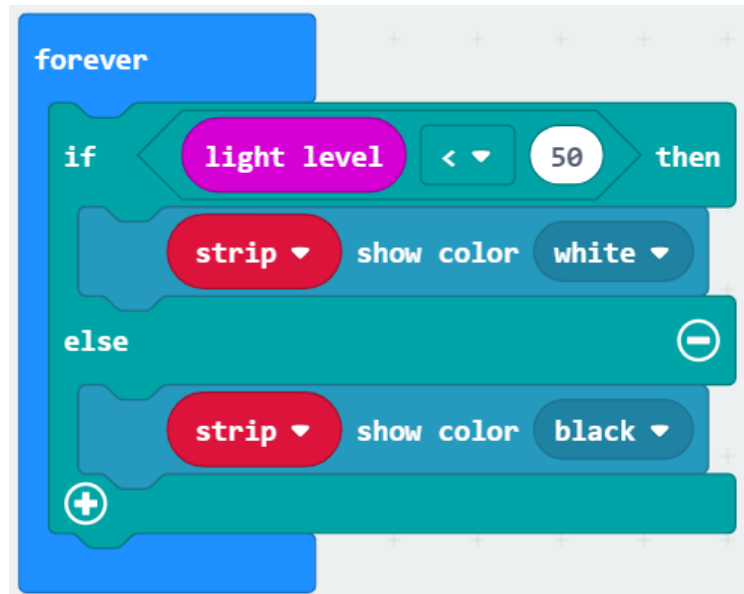 forever
if light level < 50 then
strip show color white
else
strip show color black